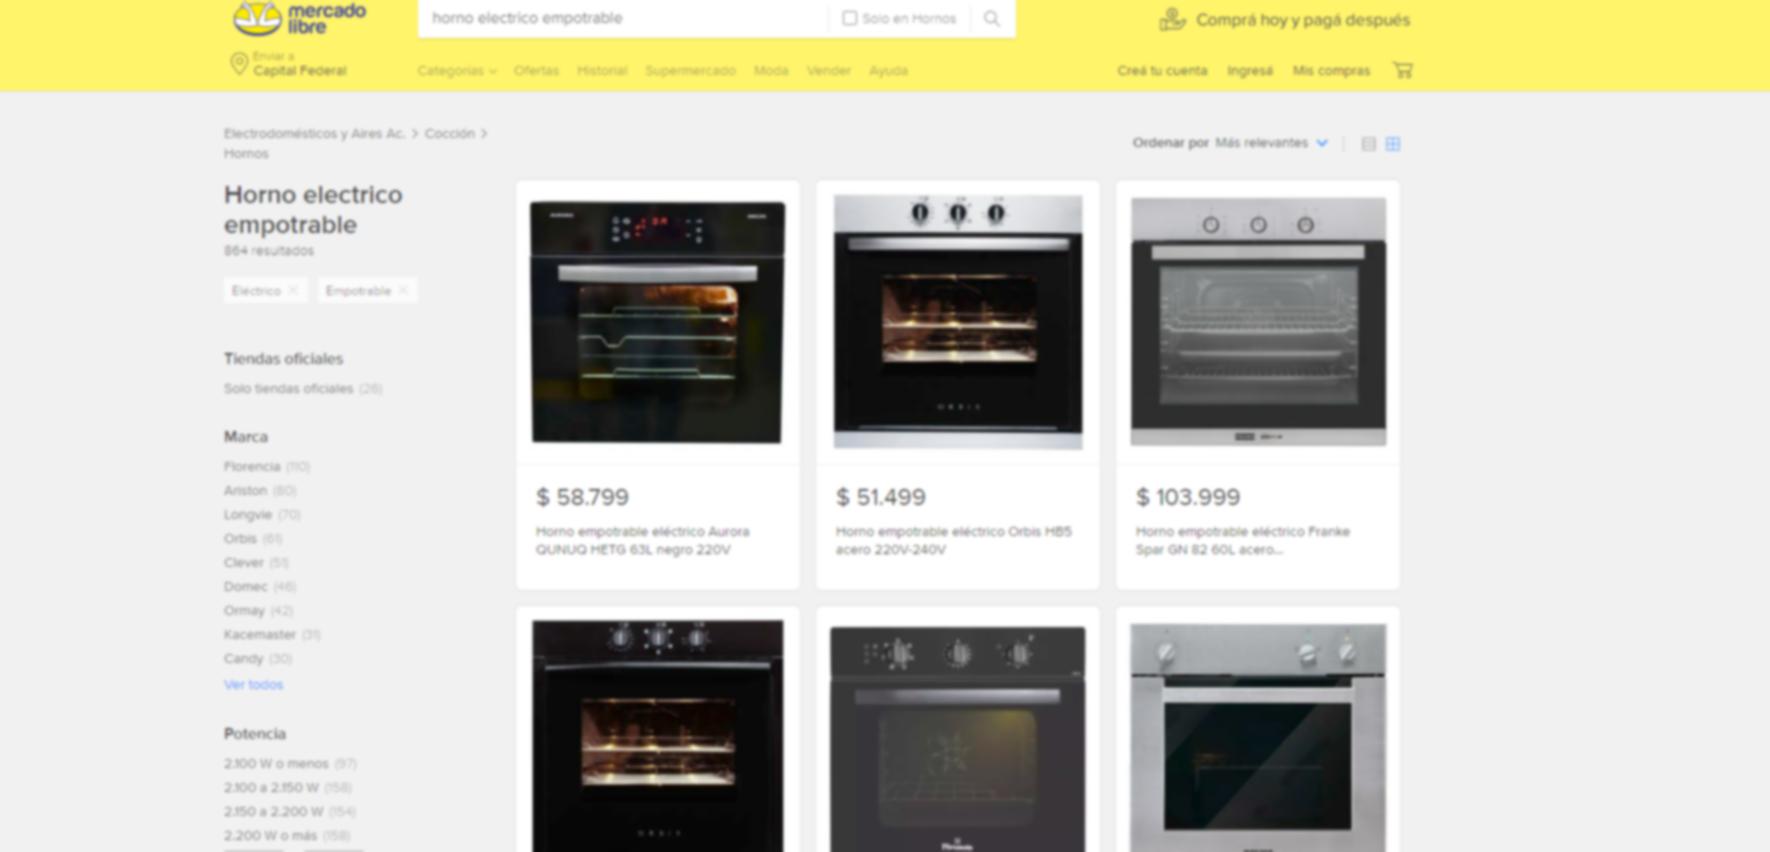 mercado
libre
horno electrico empotrable
Solo en Hornos
Comprá hoy y pagá después
Enviar a
Capital Federal
Categorías
Ofertas
Historial
Supermercado
Moda
Vender
Ayuda
Creá tu cuenta
Ingresá
Mis compras
Electrodomésticos y Aires Ac. > Cocción >
Hornos
Ordenar por Más relevantes
Horno electrico
empotrable
864 resultados
Eléctrico
Empotrable
Tiendas oficiales
Solo tiendas oficiales (26)
Marca
Florencia (110)
Ariston (80)
Longvie (70)
Orbis (61)
Clever (51)
Domec (46)
Ormay (42)
Kacemaster (31)
Candy (30)
Ver todos
Potencia
2.100 W o menos (97)
2.100 a 2.150 W (158)
2.150 a 2.200 W (154)
2.200 W o más (158)
ORBIS
$ 58.799
Horno empotrable eléctrico Aurora
QUNUQ HETG 63L negro 220V
$ 51.499
Horno empotrable eléctrico Orbis HB5
acero 220V-240V
$ 103.999
Horno empotrable eléctrico Franke
Spar GN 82 60L acero...
ORBIS